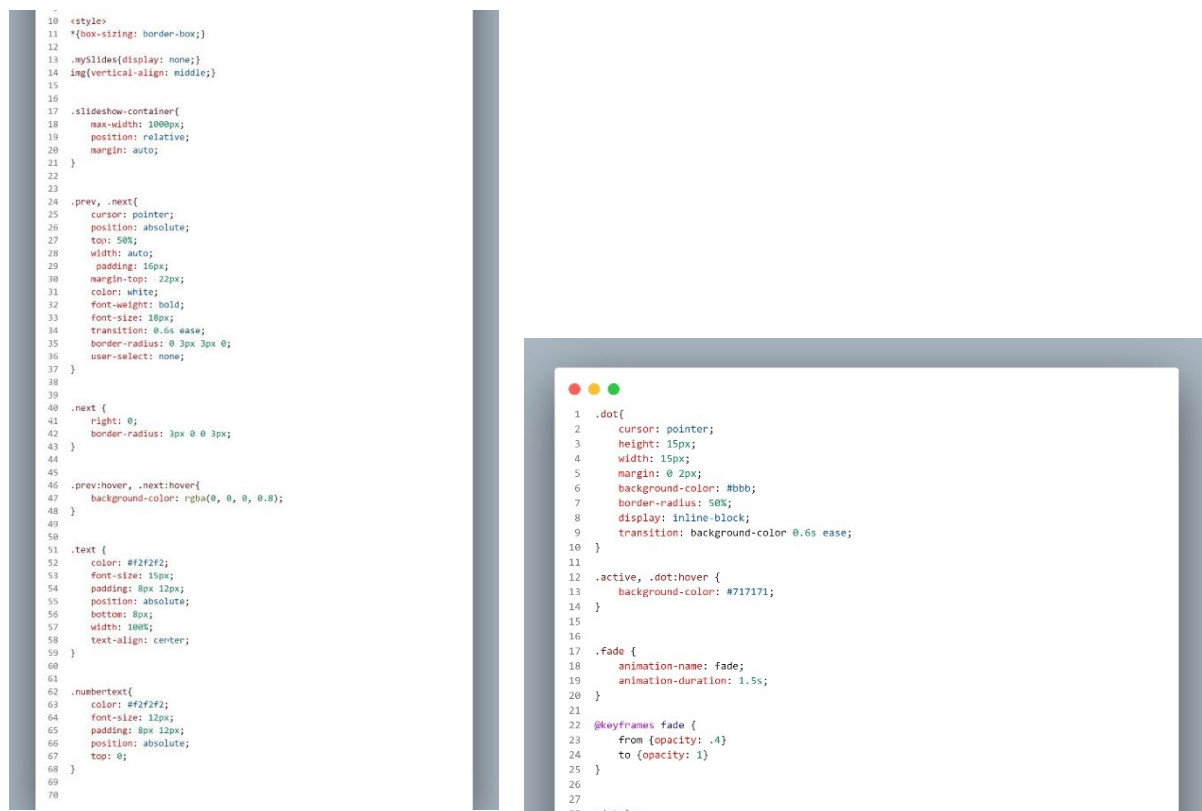 10 <style>
11 *{box-sizing: border-box;}
12
13 .mySlides{display: none;}
14 img{vertical-align: middle;}
15
16
17 .slideshow-container{
18 max-width: 1000px;
19 position: relative;
20 margin: auto;
21 }
22
23
24 .prev, .next{
25 cursor: pointer;
26 position: absolute;
27 top: 50%;
28 width: auto;
29 padding: 16px;
30 margin-top: 22px;
31 color: white;
32 font-weight: bold;
33 font-size: 18px;
34 transition: 0.6s ease;
35 border-radius: 0 3px 3px 0;
36 user-select: none;
37 }
38
39
40 .next {
41 right: 0;
42 border-radius: 3px 0 0 3px;
43 }
44
45
46 .prev:hover, .next:hover{
47 background-color: rgba(0, 0, 0, 0.8);
48 }
49
50
51 .text {
52 color: #f2f2f2;
53 font-size: 15px;
54 padding: 8px 12px;
55 position: absolute;
56 bottom: 8px;
57 width: 100%;
58 text-align: center;
59 }
60
61
62 .numbertext{
63 color: #f2f2f2;
64 font-size: 12px;
65 padding: 8px 12px;
66 position: absolute;
67 top: 0;
68 }
69
70
1 .dot{
2 cursor: pointer;
3 height: 15px;
4 width: 15px;
5 margin: 0 2px;
6 background-color: #bbb;
7 border-radius: 50%;
8 display: inline-block;
9 transition: background-color 0.6s ease;
10 }
11
12 .active, .dot:hover {
13 background-color: #717171;
14 }
15
16
17 .fade {
18 animation-name: fade;
19 animation-duration: 1.5s;
20 }
21
22 @keyframes fade {
23 from {opacity: .4}
24 to {opacity: 1}
25 }
26
27